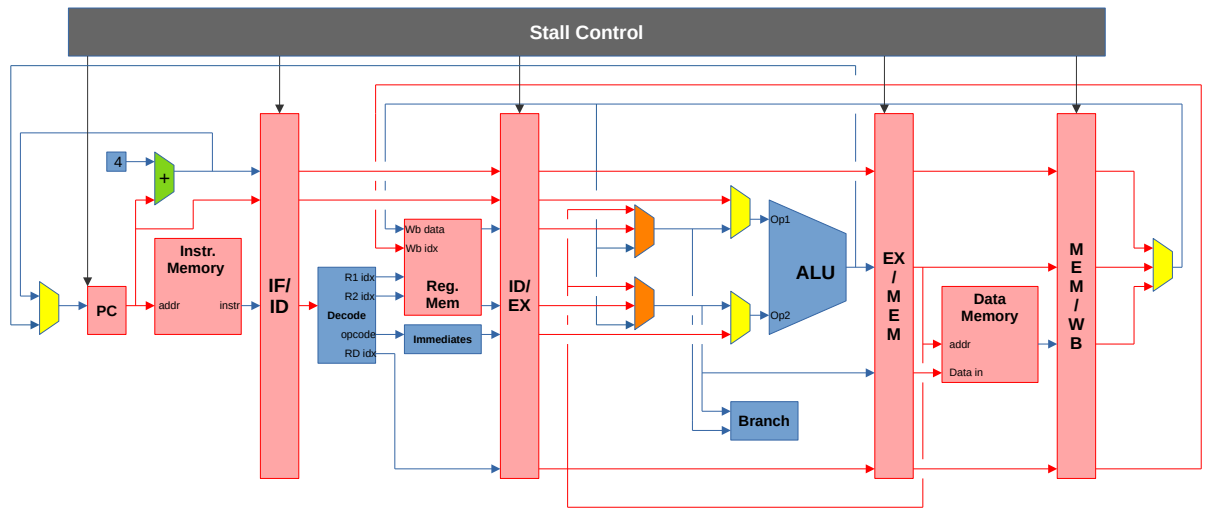 Stall Control
4
+
Instr.
Memory
addr
instr
PC
IF/
ID
R1 idx
R2 idx
Decode
opcode
RD idx
Wb data
Wb idx
Reg.
Mem
Immediates
ID/
EX
Op1
ALU
Op2
Branch
EX
/
M
E
M
Data
Memory
addr
Data in
M
E
M
/
W
B